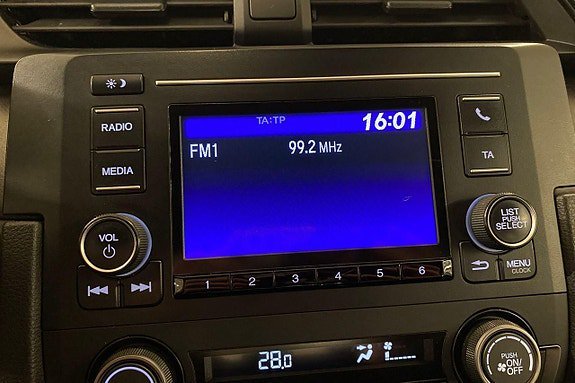 TA:TP 16:01
FM1 99.2 MHz
RADIO
MEDIA
VOL
TA
LIST
PUSH
SELECT
MENU
CLOCK
1 2 3 4 5 6
28.0
PUSH
ON/
OFF